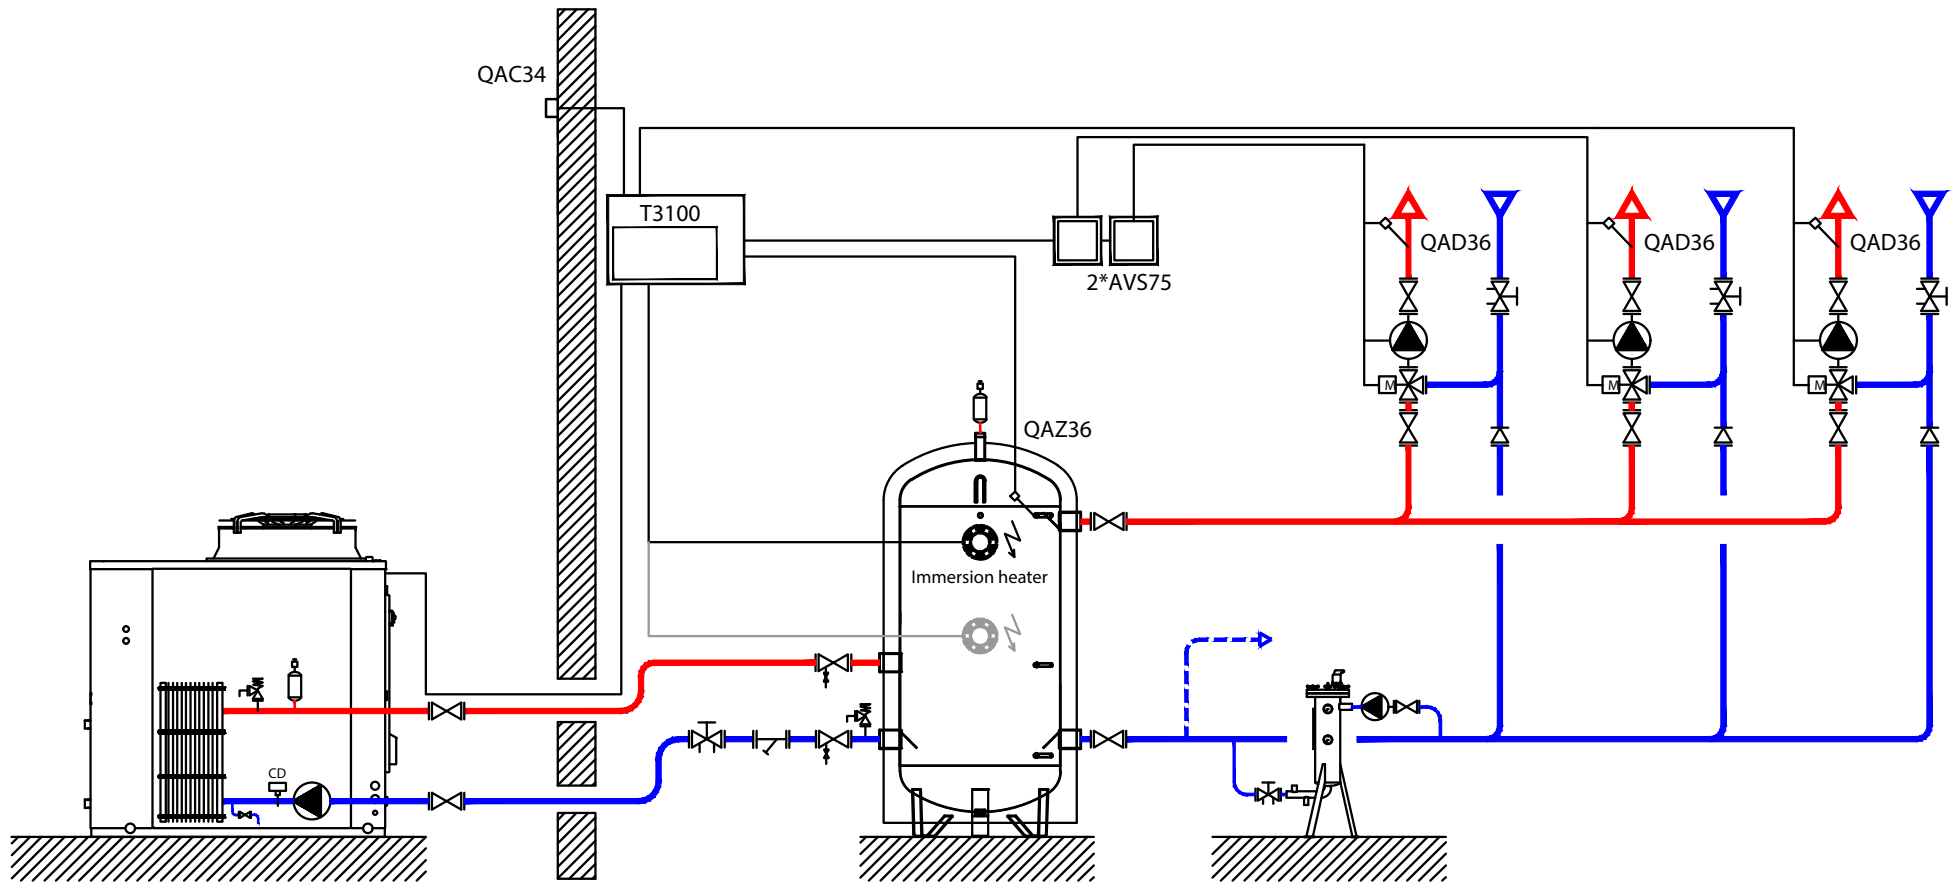 QAC34
T3100
QAD36
QAD36
QAD36
2*AVS75
M
M
M
QAZ36
Immersion heater
CD